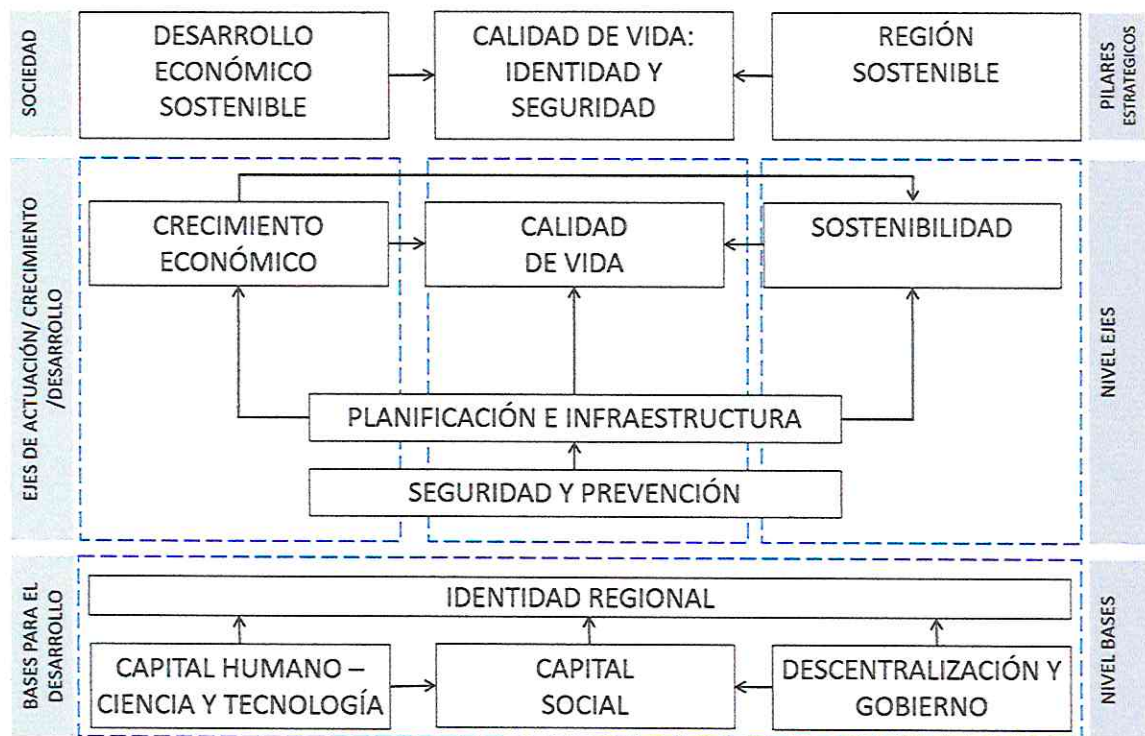 SOCIEDAD
DESARROLLO
ECONÓMICO
SOSTENIBLE
CALIDAD DE VIDA:
IDENTIDAD Y
SEGURIDAD
REGIÓN
SOSTENIBLE
PILARES
ESTRATEGICOS
EJES DE ACTUACIÓN/ CRECIMIENTO
/DESARROLLO
CRECIMIENTO
ECONÓMICO
CALIDAD
DE VIDA
SOSTENIBILIDAD
PLANIFICACIÓN E INFRAESTRUCTURA
SEGURIDAD Y PREVENCIÓN
NIVEL EJES
BASES PARA EL
DESARROLLO
IDENTIDAD REGIONAL
CAPITAL HUMANO –
CIENCIA Y TECNOLOGÍA
CAPITAL
SOCIAL
DESCENTRALIZACIÓN Y
GOBIERNO
NIVEL BASES